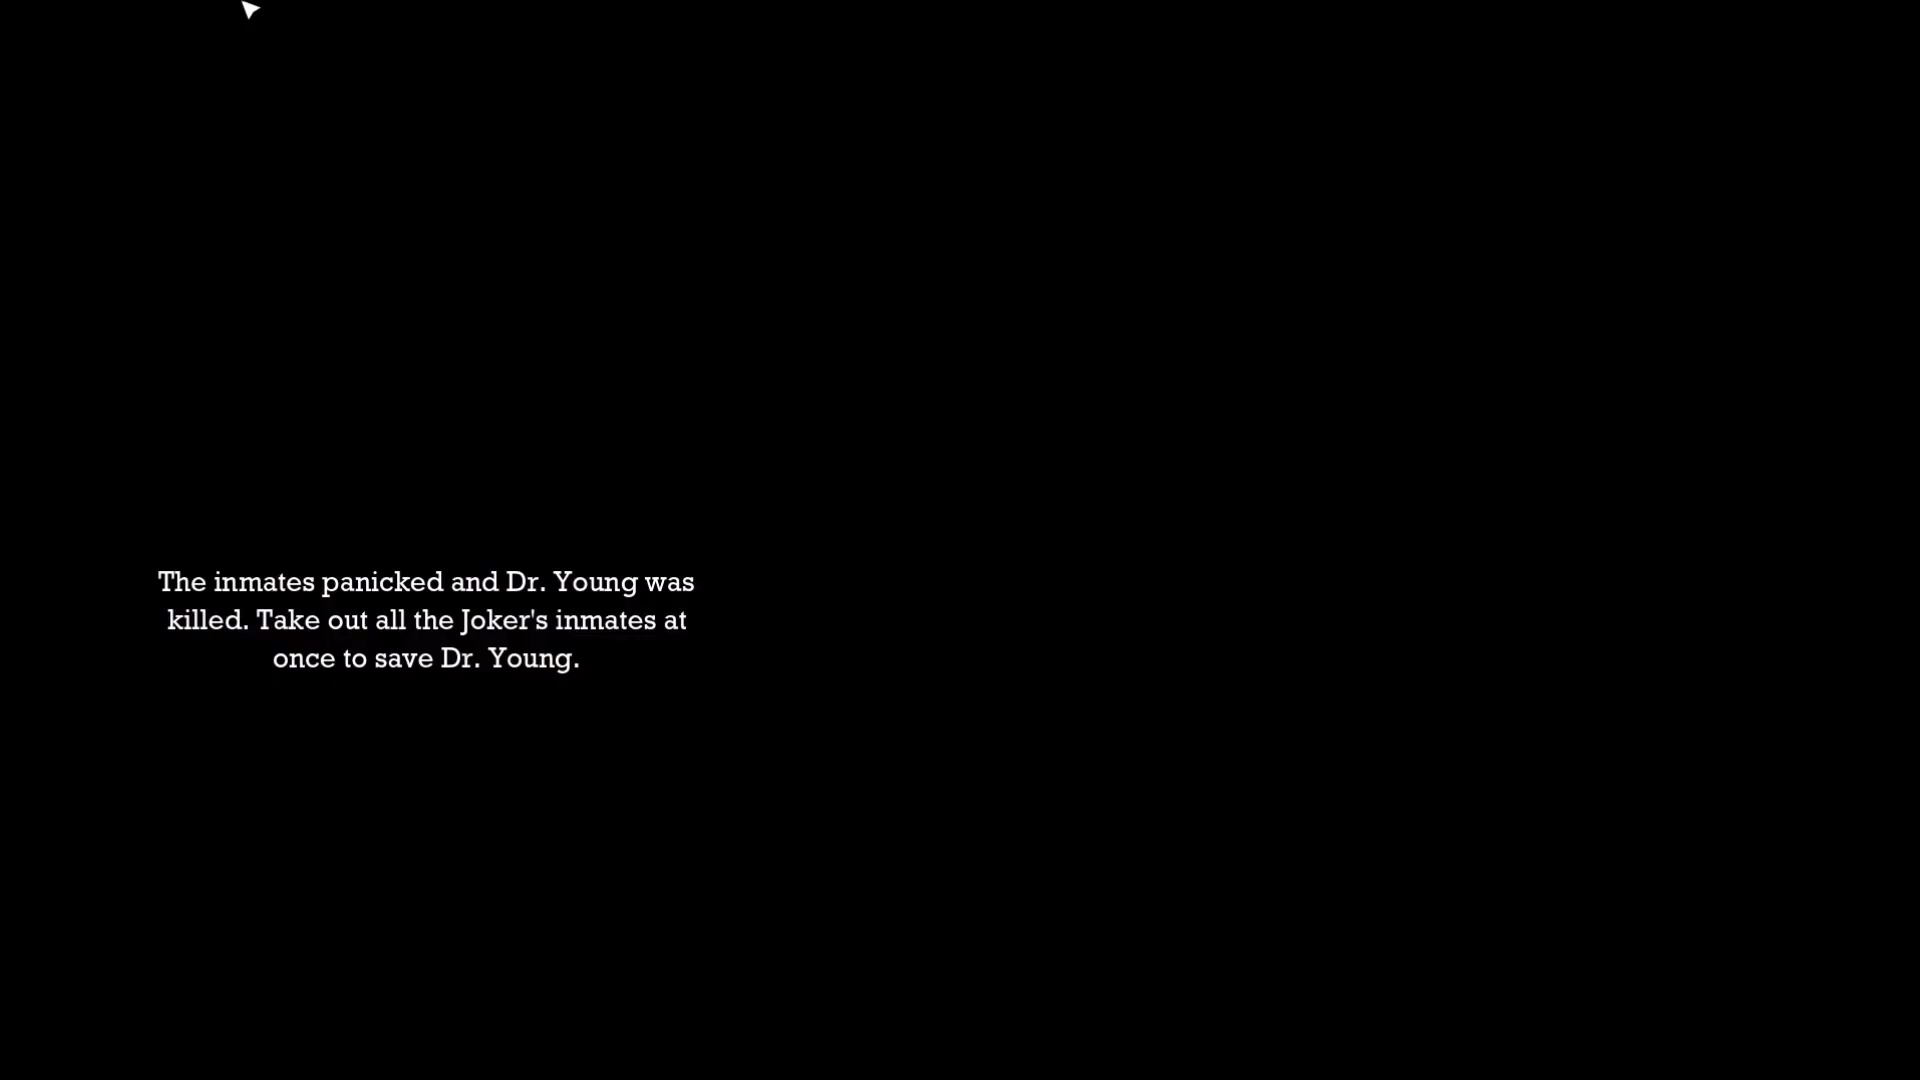 The inmates panicked and Dr. Young was
killed. Take out all the Joker's inmates at
once to save Dr. Young.